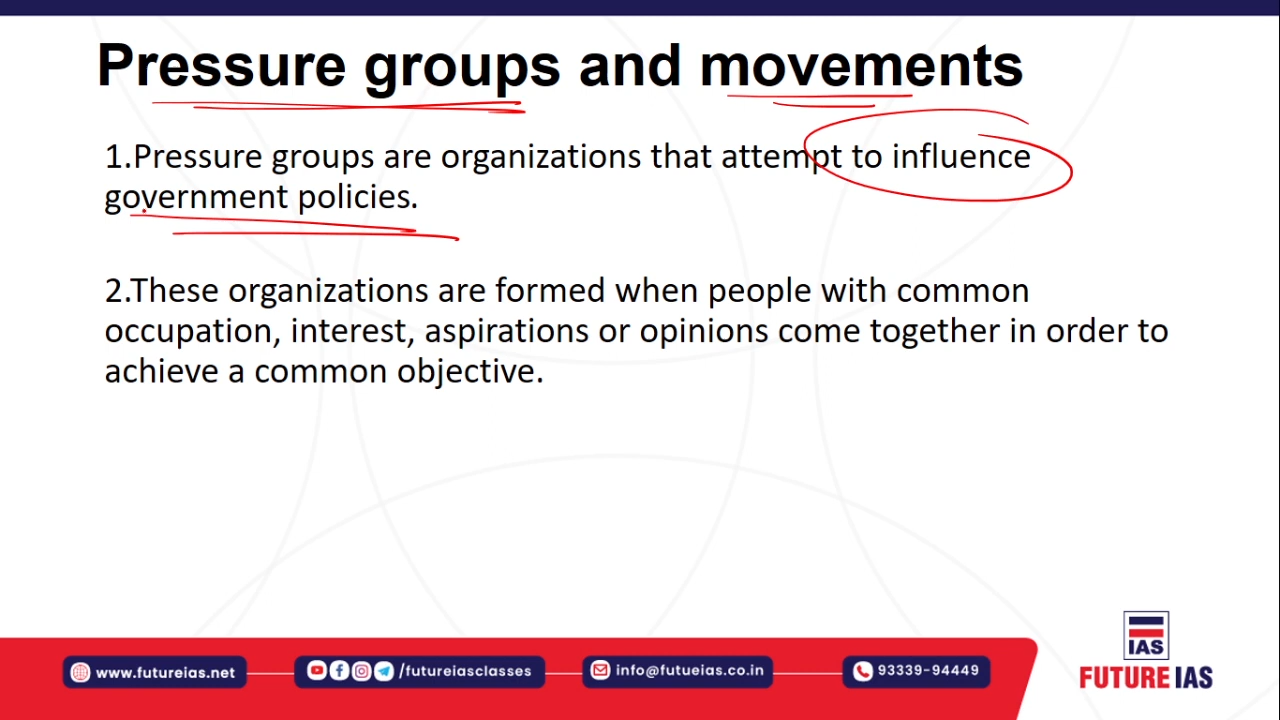 Pressure groups and movements
1.Pressure groups are organizations that attempt to influence
government policies.
2.These organizations are formed when people with common
occupation, interest, aspirations or opinions come together in order to
achieve a common objective.
IAS
www.futureias.net
/futureiasclasses
info@futueias.co.in
93339-94449
FUTURE IAS